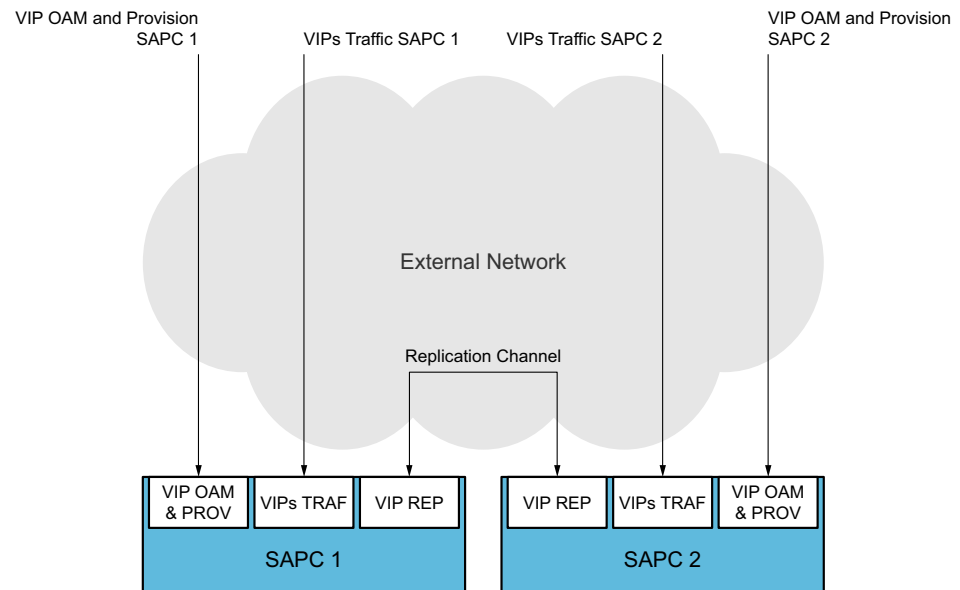 VIP OAM and Provision
SAPC 1
VIPs Traffic SAPC 1
VIPs Traffic SAPC 2
VIP OAM and Provision
SAPC 2
External Network
Replication Channel
VIP OAM
& PROV
VIPs TRAF
VIP REP
VIP REP
VIPs TRAF
VIP OAM
& PROV
SAPC 1
SAPC 2